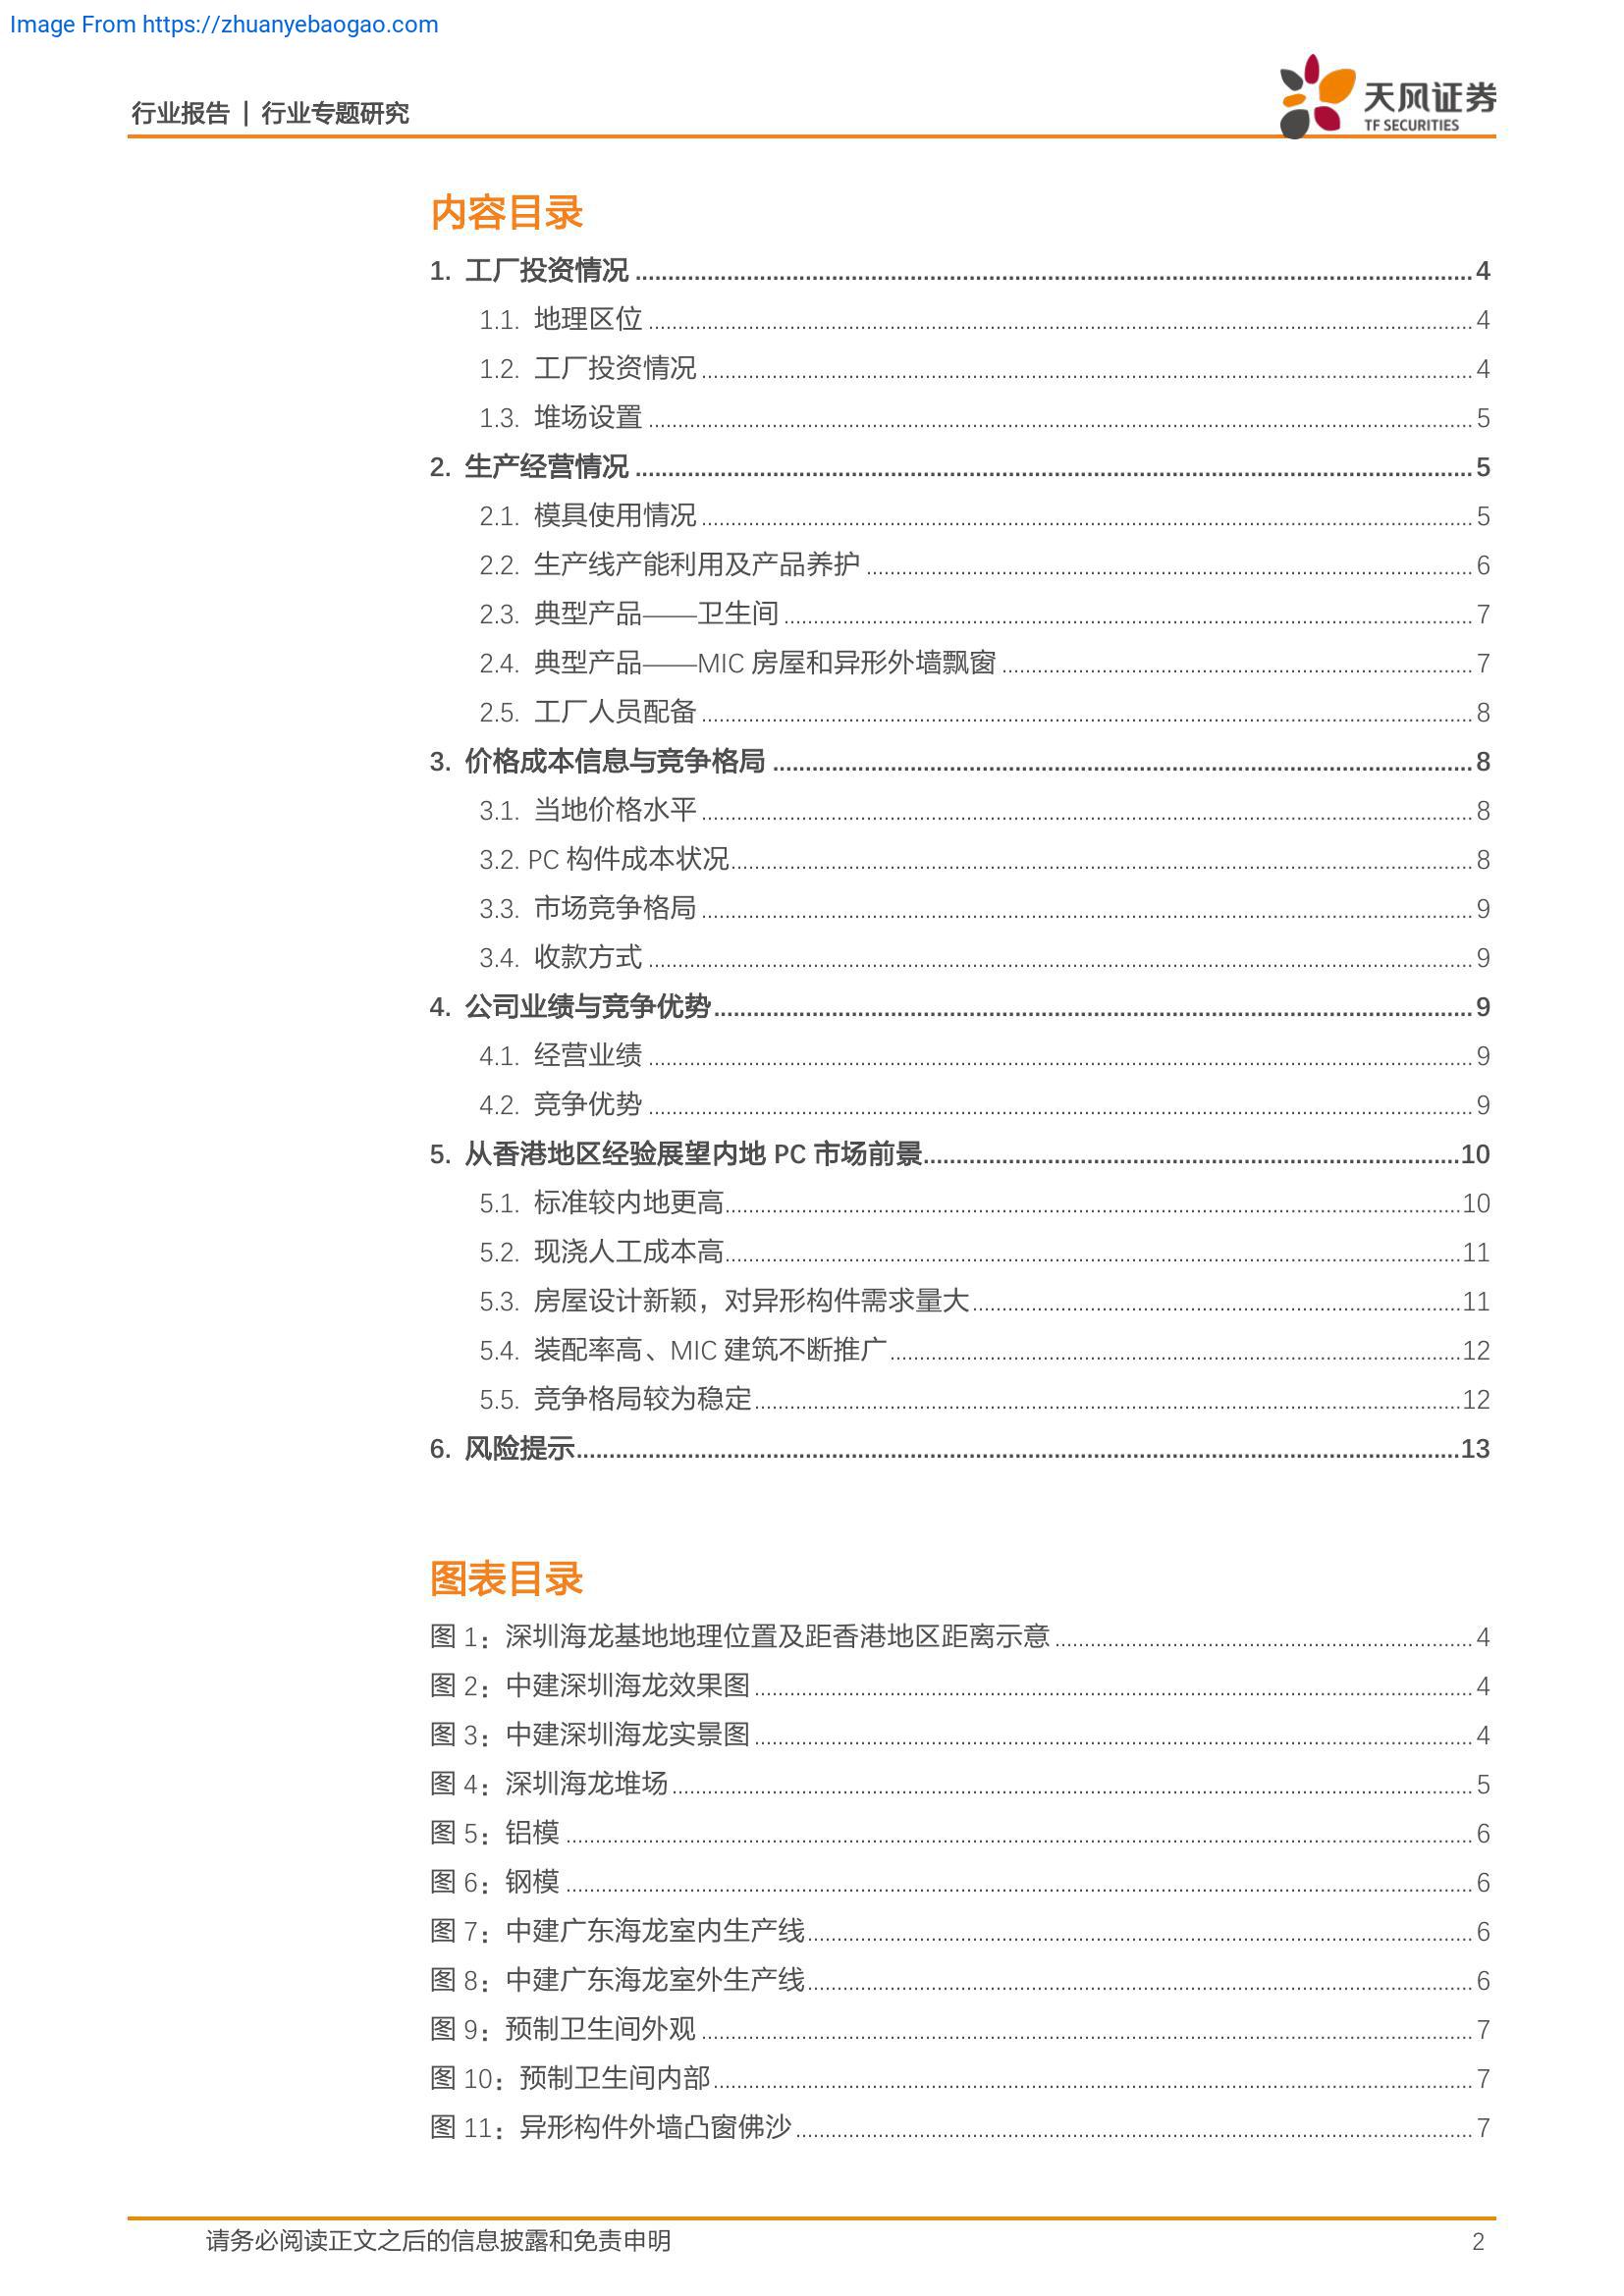 Image From https://zhuanyebaogao.com
行业报告 | 行业专题研究
天风证券
TF SECURITIES
内容目录
1. 工厂投资情况 ........ 4
1.1. 地理区位 ........ 4
1.2. 工厂投资情况 ........ 4
1.3. 堆场设置 ........ 5
2. 生产经营情况 ........ 5
2.1. 模具使用情况 ........ 5
2.2. 生产线产能利用及产品养护 ........ 6
2.3. 典型产品——卫生间 ........ 7
2.4. 典型产品——MIC 房屋和异形外墙飘窗 ........ 7
2.5. 工厂人员配备 ........ 8
3. 价格成本信息与竞争格局 ........ 8
3.1. 当地价格水平 ........ 8
3.2. PC 构件成本状况 ........ 8
3.3. 市场竞争格局 ........ 9
3.4. 收款方式 ........ 9
4. 公司业绩与竞争优势 ........ 9
4.1. 经营业绩 ........ 9
4.2. 竞争优势 ........ 9
5. 从香港地区经验展望内地 PC 市场前景 ........ 10
5.1. 标准较内地更高 ........ 10
5.2. 现浇人工成本高 ........ 11
5.3. 房屋设计新颖，对异形构件需求量大 ........ 11
5.4. 装配率高、MIC 建筑不断推广 ........ 12
5.5. 竞争格局较为稳定 ........ 12
6. 风险提示 ........ 13
图表目录
图 1：深圳海龙基地地理位置及距香港地区距离示意 ........ 4
图 2：中建深圳海龙效果图 ........ 4
图 3：中建深圳海龙实景图 ........ 4
图 4：深圳海龙堆场 ........ 5
图 5：铝模 ........ 6
图 6：钢模 ........ 6
图 7：中建广东海龙室内生产线 ........ 6
图 8：中建广东海龙室外生产线 ........ 6
图 9：预制卫生间外观 ........ 7
图 10：预制卫生间内部 ........ 7
图 11：异形构件外墙凸窗佛沙 ........ 7
请务必阅读正文之后的信息披露和免责申明 2